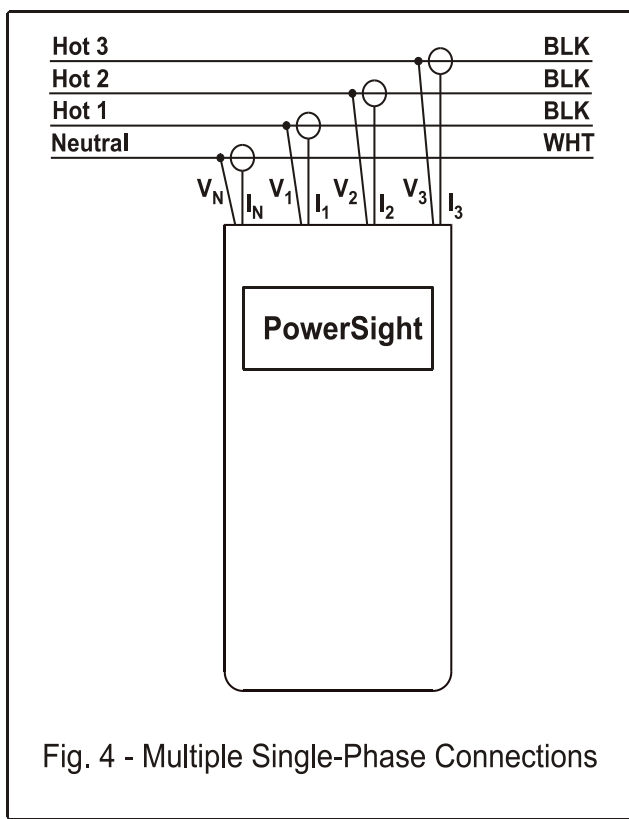 Hot 3 BLK
Hot 2 BLK
Hot 1 BLK
Neutral WHT
VN IN V1 I1 V2 I2 V3 I3
PowerSight
Fig. 4 - Multiple Single-Phase Connections